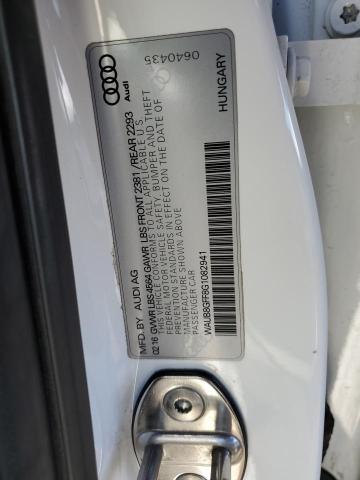 MFD. BY AUDI AG
02/16 GVWR LBS 4564 GAWR LBS FRONT 2381 / REAR 2293
THIS VEHICLE CONFORMS TO ALL APPLICABLE U.S.
FEDERAL MOTOR VEHICLE SAFETY, BUMPER AND THEFT
PREVENTION STANDARDS IN EFFECT ON THE DATE OF
MANUFACTURE SHOWN ABOVE.
PASSENGER CAR
WAUB8GFF8G1082941
Audi
0640435
HUNGARY